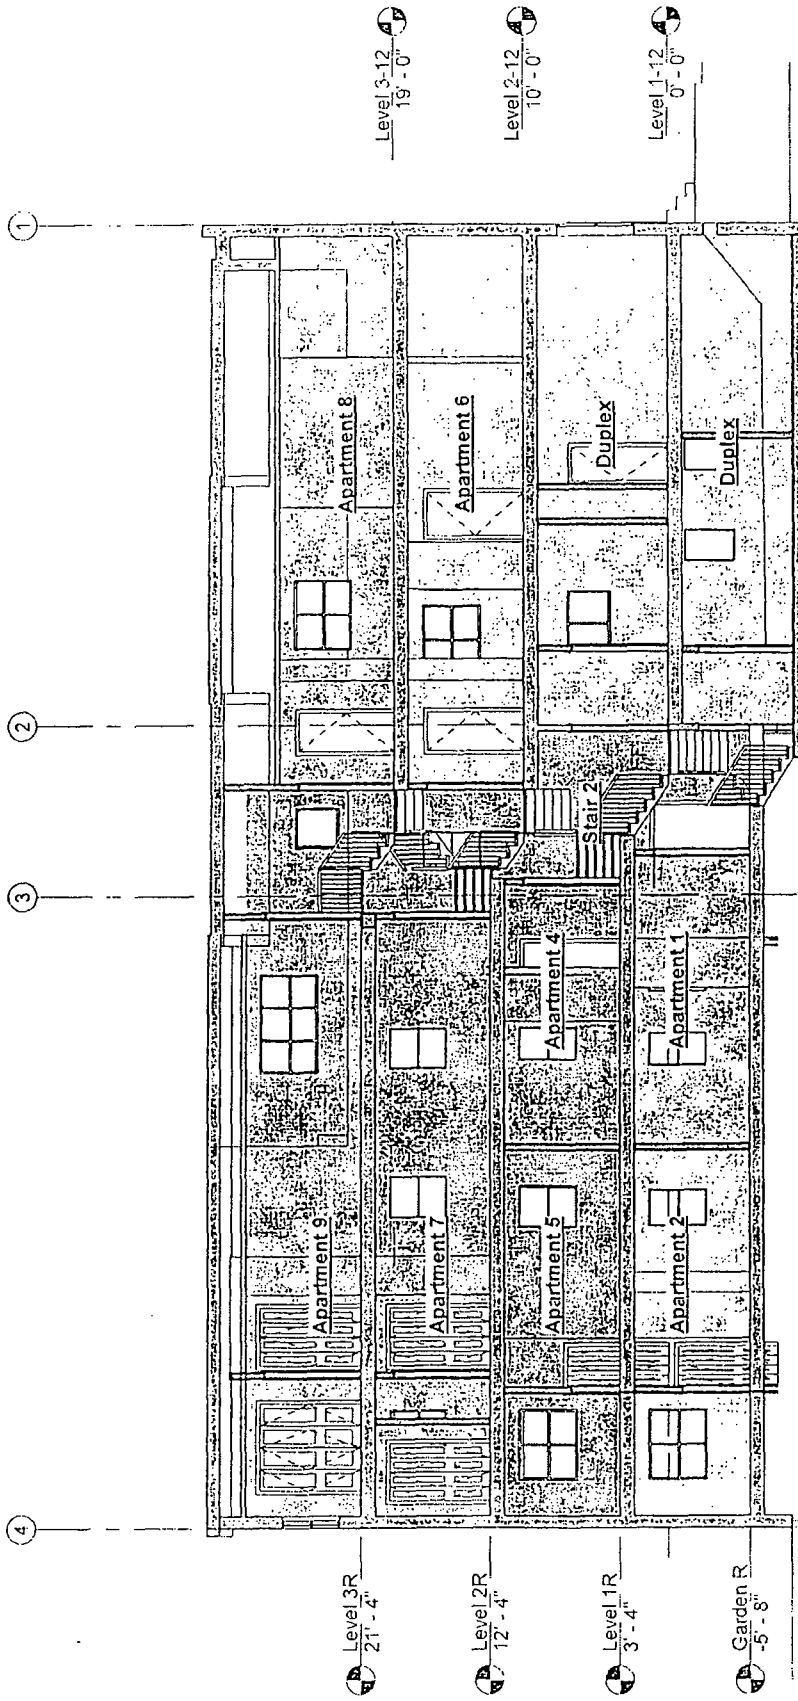 1
2
3
4
Level 3-12
19' - 0"
Level 2-12
10' - 0"
Level 1-12
0' - 0"
Apartment 8
Apartment 6
Duplex
Duplex
Stair 2
Apartment 4
Apartment 1
Apartment 9
Apartment 7
Apartment 5
Apartment 2
Level 3R
21' - 4"
Level 2R
12' - 4"
Level 1R
3' - 4"
Garden R
-5' - 8"